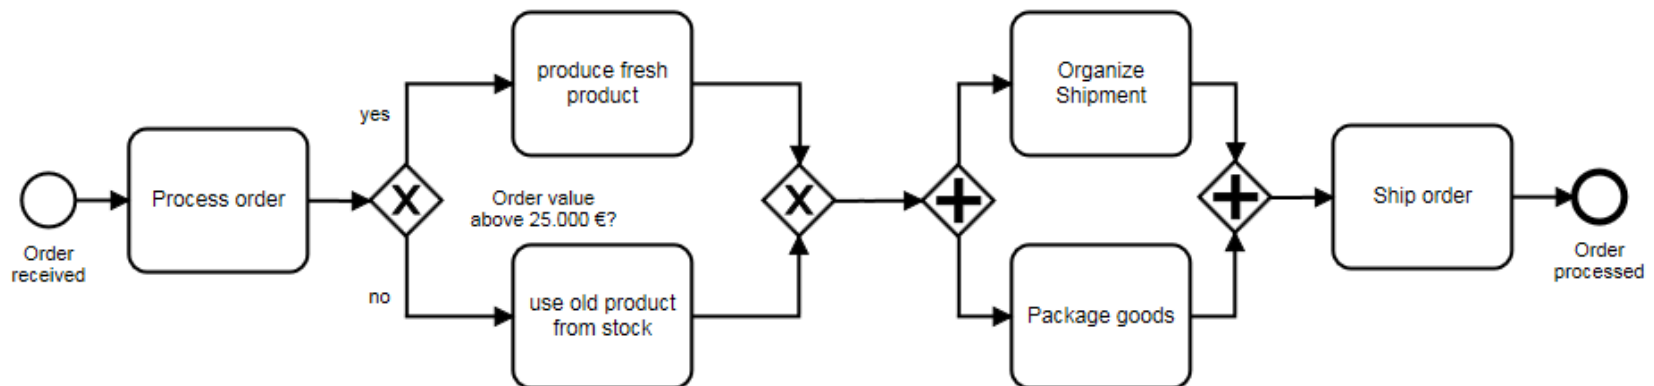 Order
received
Process order
yes
no
Order value
above 25.000 €?
produce fresh
product
use old product
from stock
Organize
Shipment
Package goods
Ship order
Order
processed